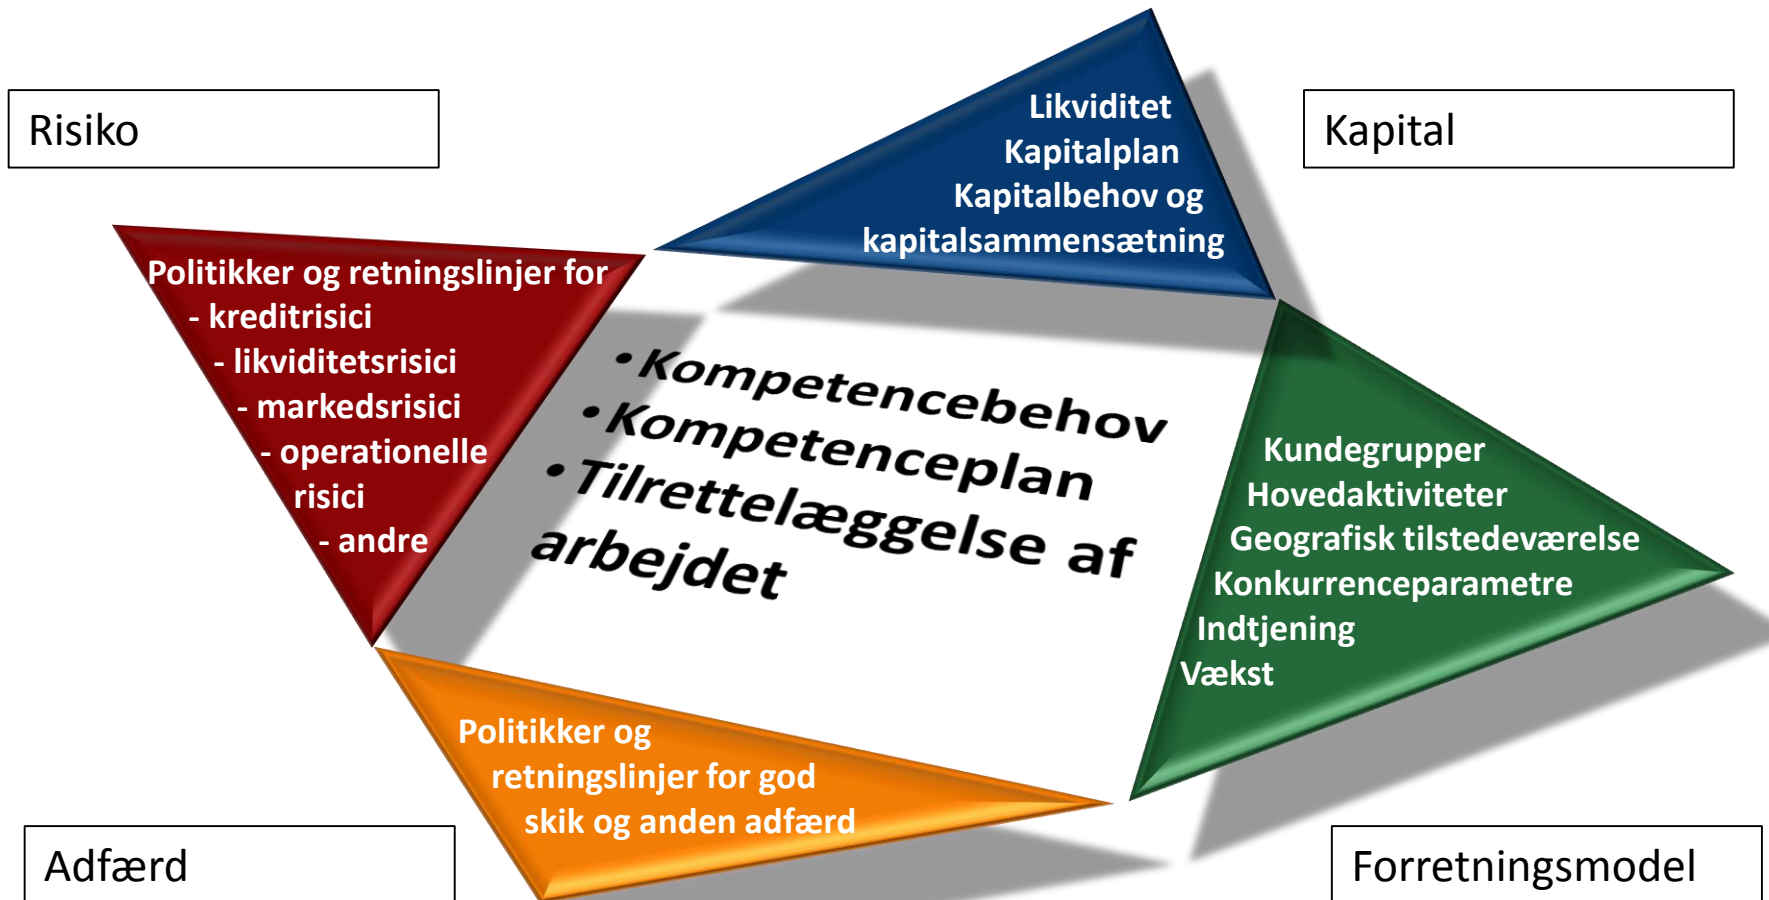 Risiko
Likviditet
Kapitalplan
Kapitalbehov og
kapitalsammensætning
Kapital
Politikker og retningslinjer for
- kreditrisici
- likviditetsrisici
- markedsrisici
- operationelle
risici
- andre
• Kompetencebehov
• Kompetenceplan
• Tilrettelæggelse af
arbejdet
Kundegrupper
Hovedaktiviteter
Geografisk tilstedeværelse
Konkurrenceparametre
Indtjening
Vækst
Politikker og
retningslinjer for god
skik og anden adfærd
Adfærd
Forretningsmodel